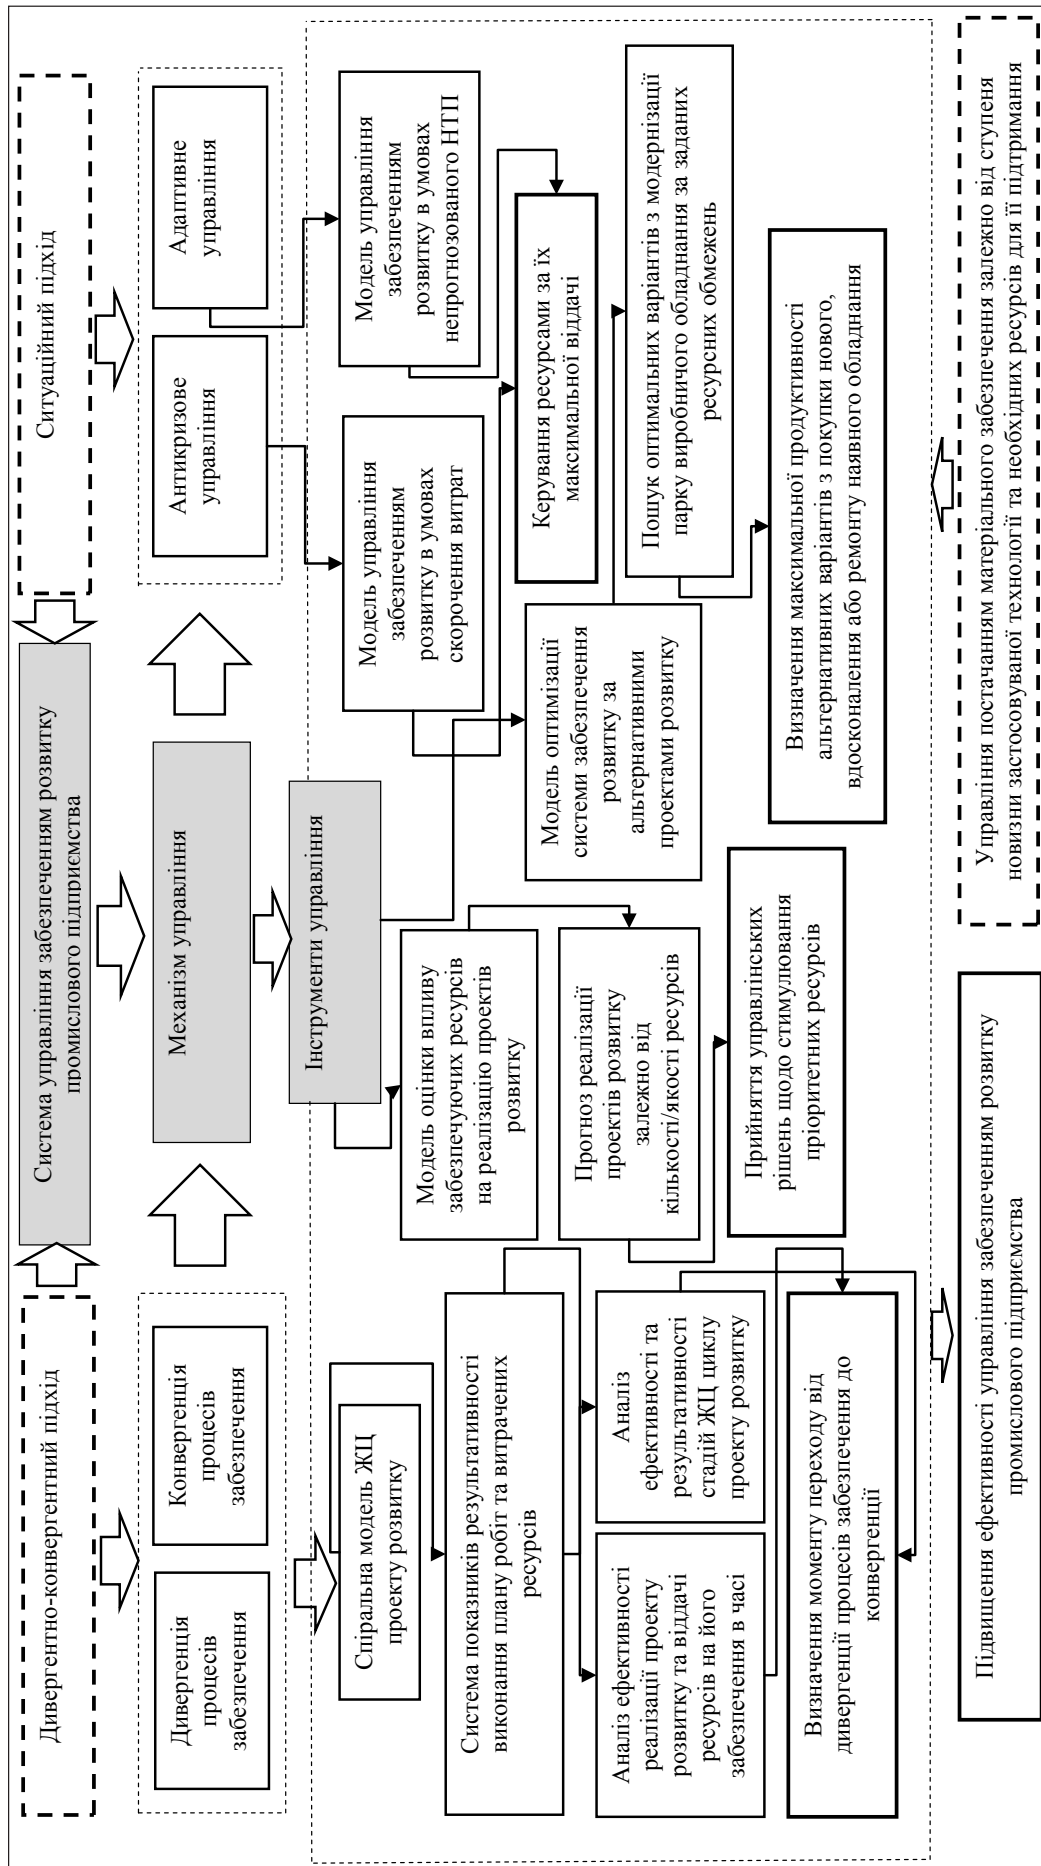 Дивергентно-конвергентний підхід
Система управління забезпеченням розвитку
промислового підприємства
Ситуаційний підхід
Дивергенція
процесів
забезпечення
Конвергенція
процесів
забезпечення
Механізм управління
Антикризове
управління
Адаптивне
управління
Інструменти управління
Спіральна модель ЖЦ
проекту розвитку
Модель оцінки впливу
забезпечуючих ресурсів
на реалізацію проектів
розвитку
Модель управління
забезпеченням
розвитку в умовах
скорочення витрат
Модель управління
забезпеченням
розвитку в умовах
непрогнозованого НТП
Система показників результативності
виконання плану робіт та витрачених
ресурсів
Прогноз реалізації
проектів розвитку
залежно від
кількості/якості ресурсів
Модель оптимізації
системи забезпечення
розвитку за
альтернативними
проектами розвитку
Керування ресурсами за їх
максимальної віддачі
Аналіз ефективності
реалізації проекту
розвитку та віддачі
ресурсів на його
забезпечення в часі
Аналіз
ефективності та
результативності
стадій ЖЦ циклу
проекту розвитку
Прийняття управлінських
рішень щодо стимулювання
пріоритетних ресурсів
Пошук оптимальних варіантів з модернізації
парку виробничого обладнання за заданих
ресурсних обмежень
Визначення моменту переходу від
дивергенції процесів забезпечення до
конвергенції
Визначення максимальної продуктивності
альтернативних варіантів з покупки нового,
вдосконалення або ремонту наявного обладнання
Підвищення ефективності управління забезпеченням розвитку
промислового підприємства
Управління постачанням матеріального забезпечення залежно від ступеня
новизни застосовуваної технології та необхідних ресурсів для її підтримання